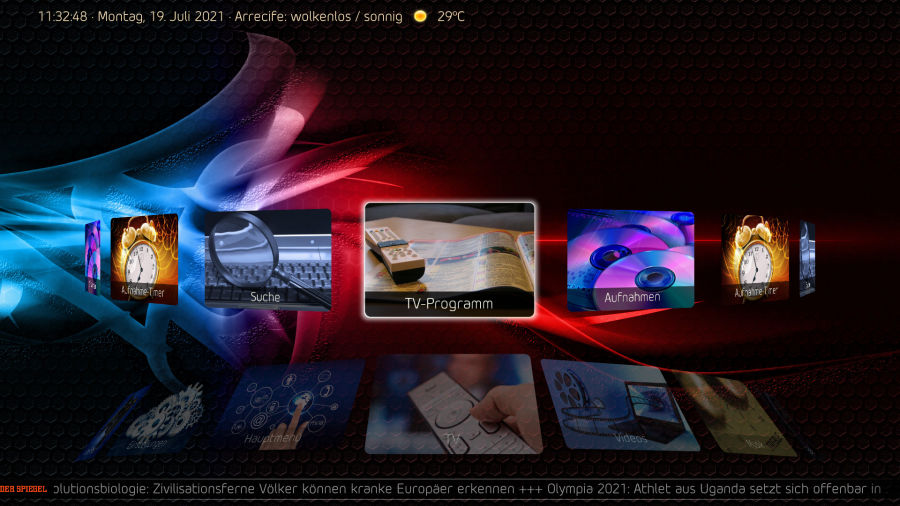 11:32:48 · Montag, 19. Juli 2021 · Arrecife: wolkenlos / sonnig 29°C
Aufnahme-Timer
Suche
TV-Programm
Aufnahmen
Aufnahme-Timer
Einstellungen
Hauptmenü
TV
Videos
Musik
DER SPIEGEL olutionsbiologie: Zivilisationsferne Völker können kranke Europäer erkennen +++ Olympia 2021: Athlet aus Uganda setzt sich offenbar in